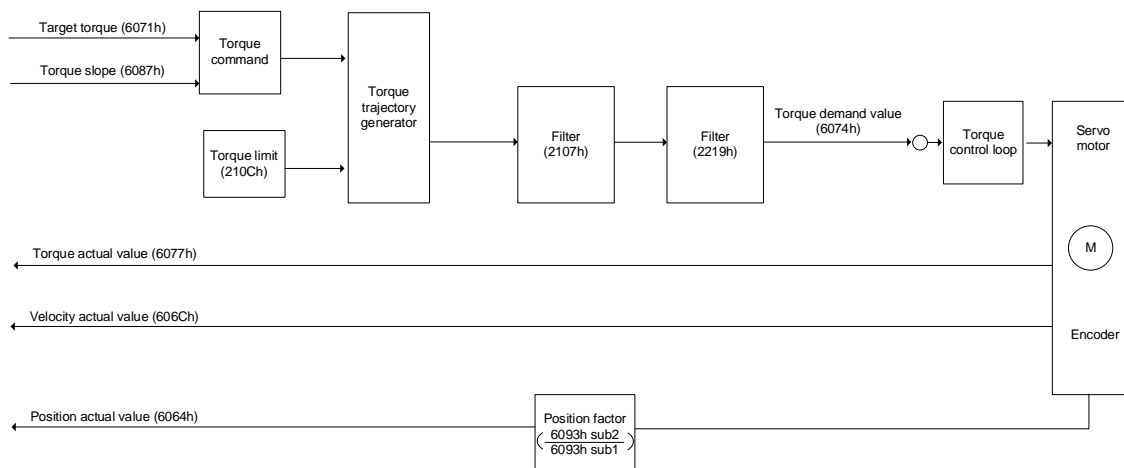 Target torque (6071h)
Torque slope (6087h)
Torque
command
Torque limit
(210Ch)
Torque
trajectory
generator
Filter
(2107h)
Filter
(2219h)
Torque demand value
(6074h)
Torque
control loop
Servo
motor
M
Encoder
Torque actual value (6077h)
Velocity actual value (606Ch)
Position actual value (6064h)
Position factor
(6093h sub2
6093h sub1)